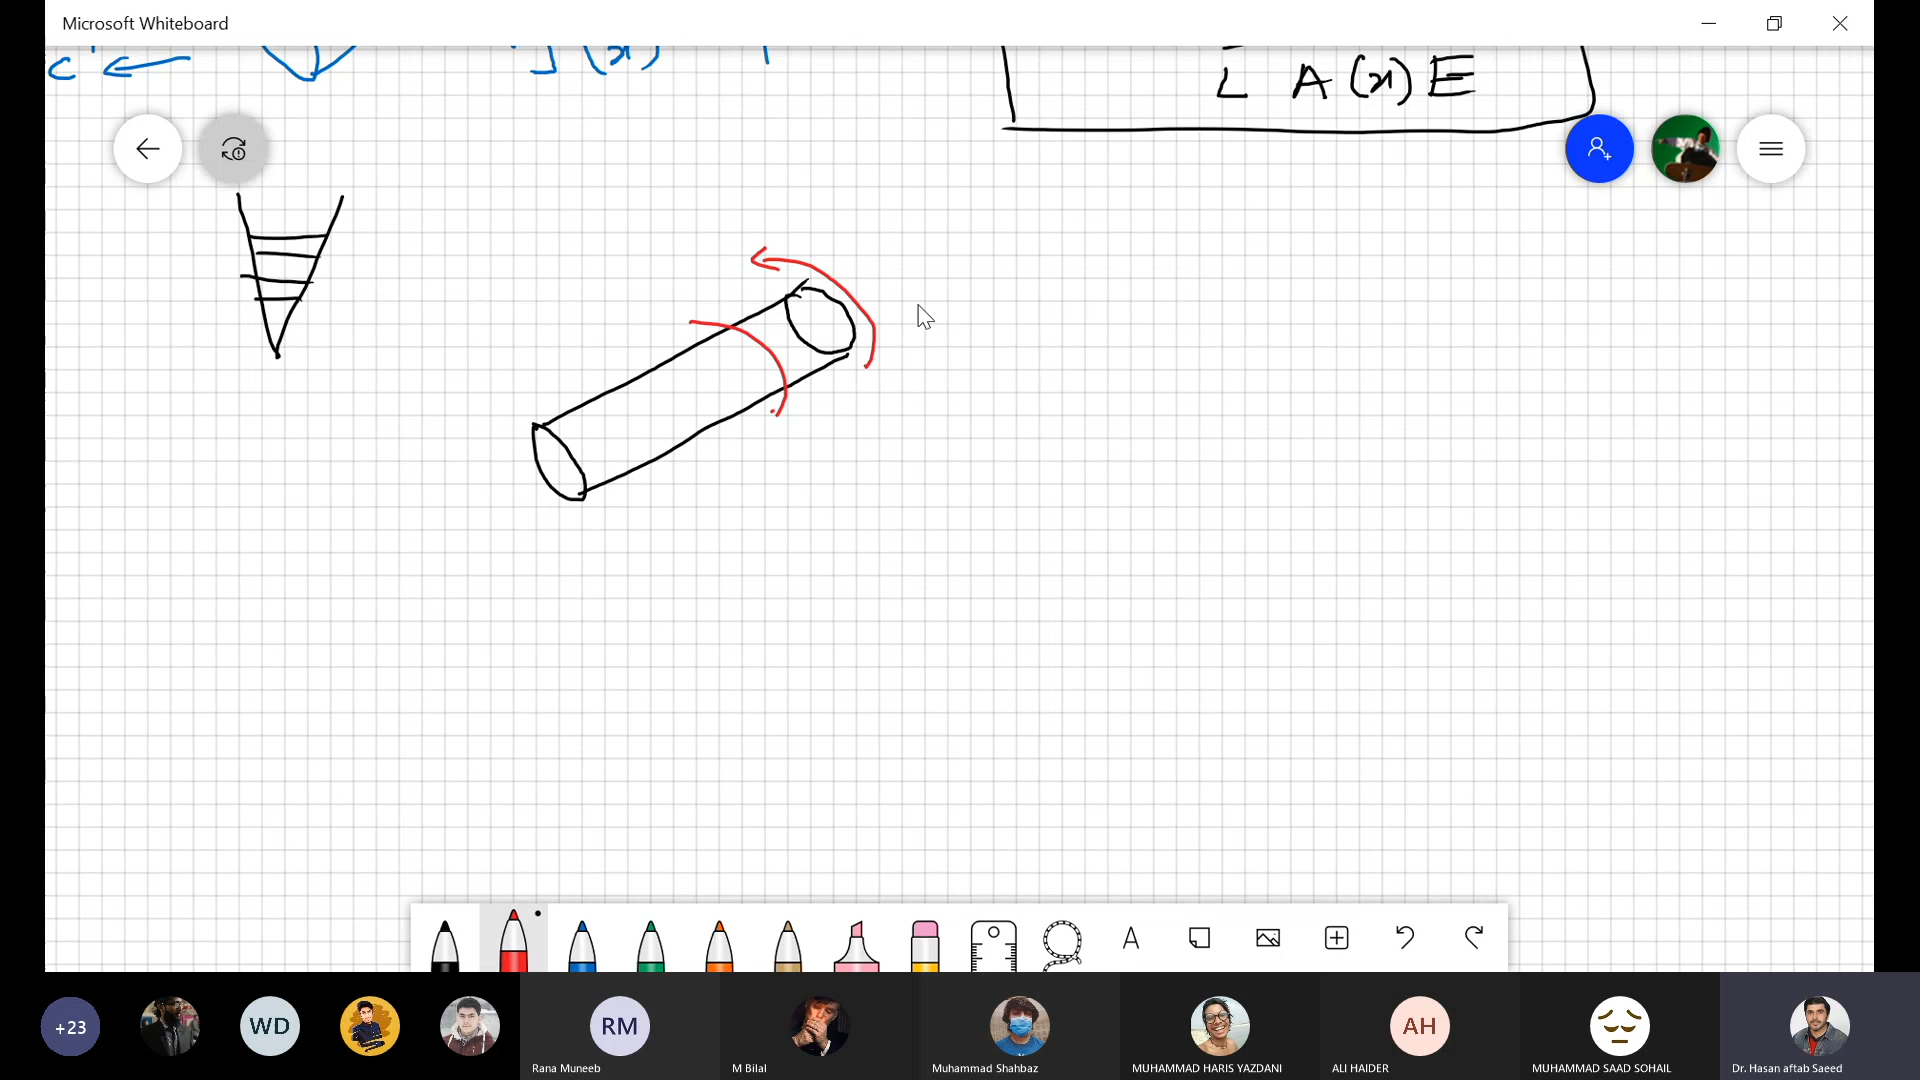 Microsoft Whiteboard
A (x) E
+23
WD
RM
AH
Rana Muneeb
M Bilal
Muhammad Shahbaz
MUHAMMAD HARIS YAZDANI
ALI HAIDER
MUHAMMAD SAAD SOHAIL
Dr. Hasan aftab Saeed